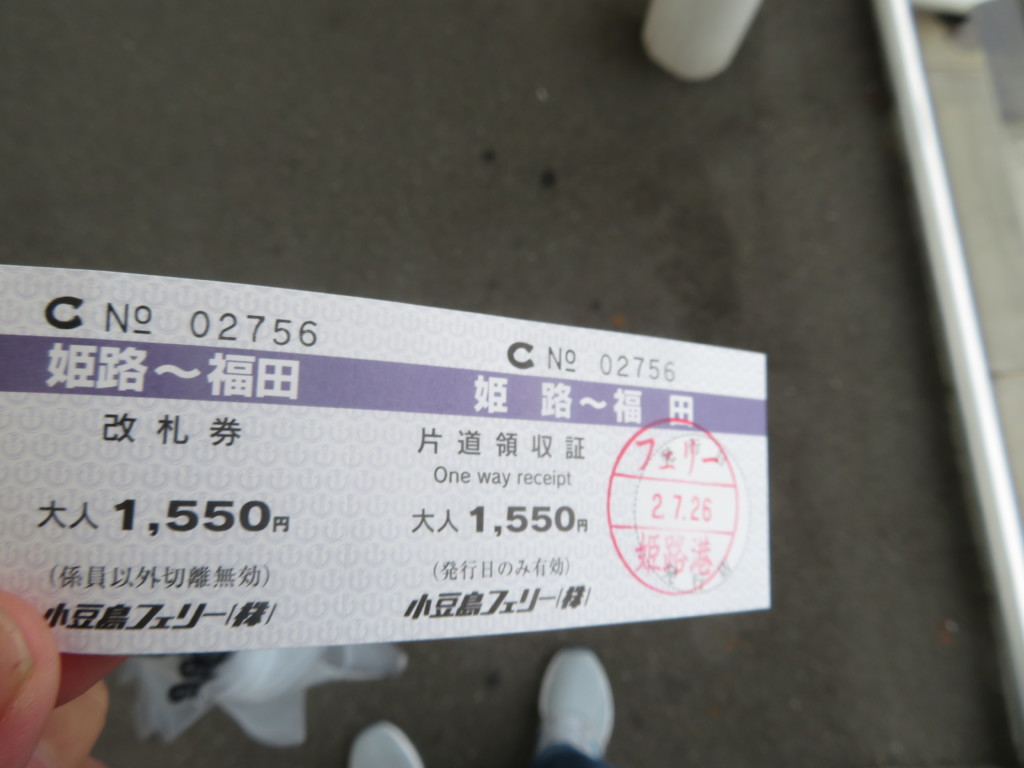 C No 02756
姫路～福田
改札券
大人 1,550円
(係員以外切離無効)
小豆島フェリー(株)
C No 02756
姫路～福田
片道領収証
One way receipt
大人 1,550円
(発行日のみ有効)
小豆島フェリー(株)
フェリー
2.7.26
姫路港